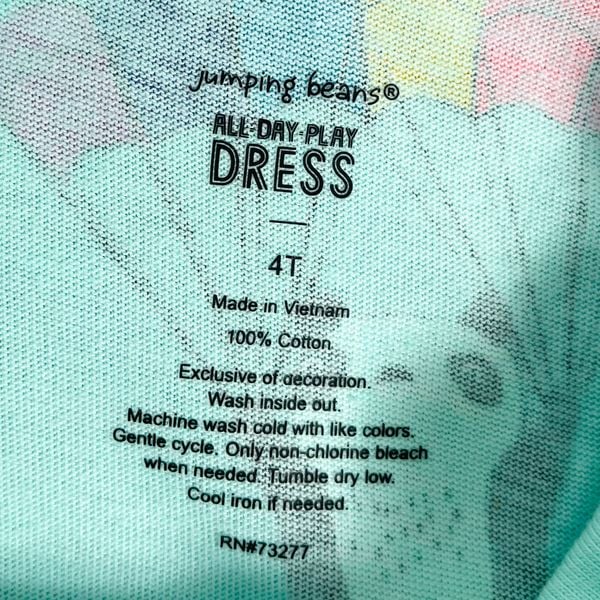 jumping beans®
ALL·DAY·PLAY
DRESS
4T
Made in Vietnam
100% Cotton
Exclusive of decoration.
Wash inside out.
Machine wash cold with like colors.
Gentle cycle. Only non-chlorine bleach
when needed. Tumble dry low.
Cool iron if needed.
RN#73277